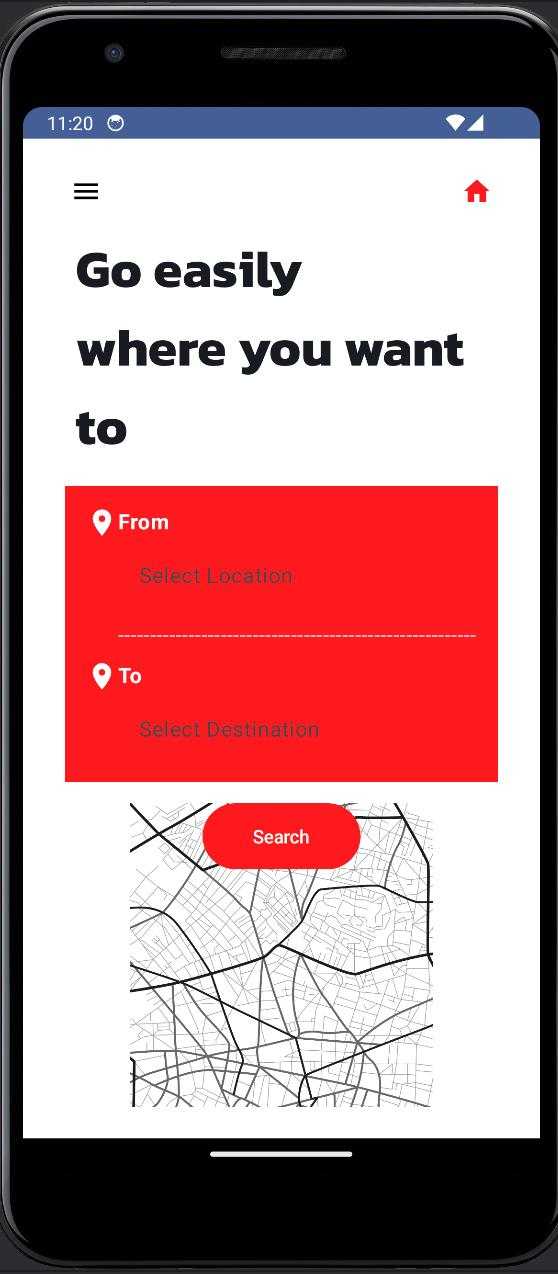 11:20
Go easily
where you want
to
From
Select Location
To
Select Destination
Search